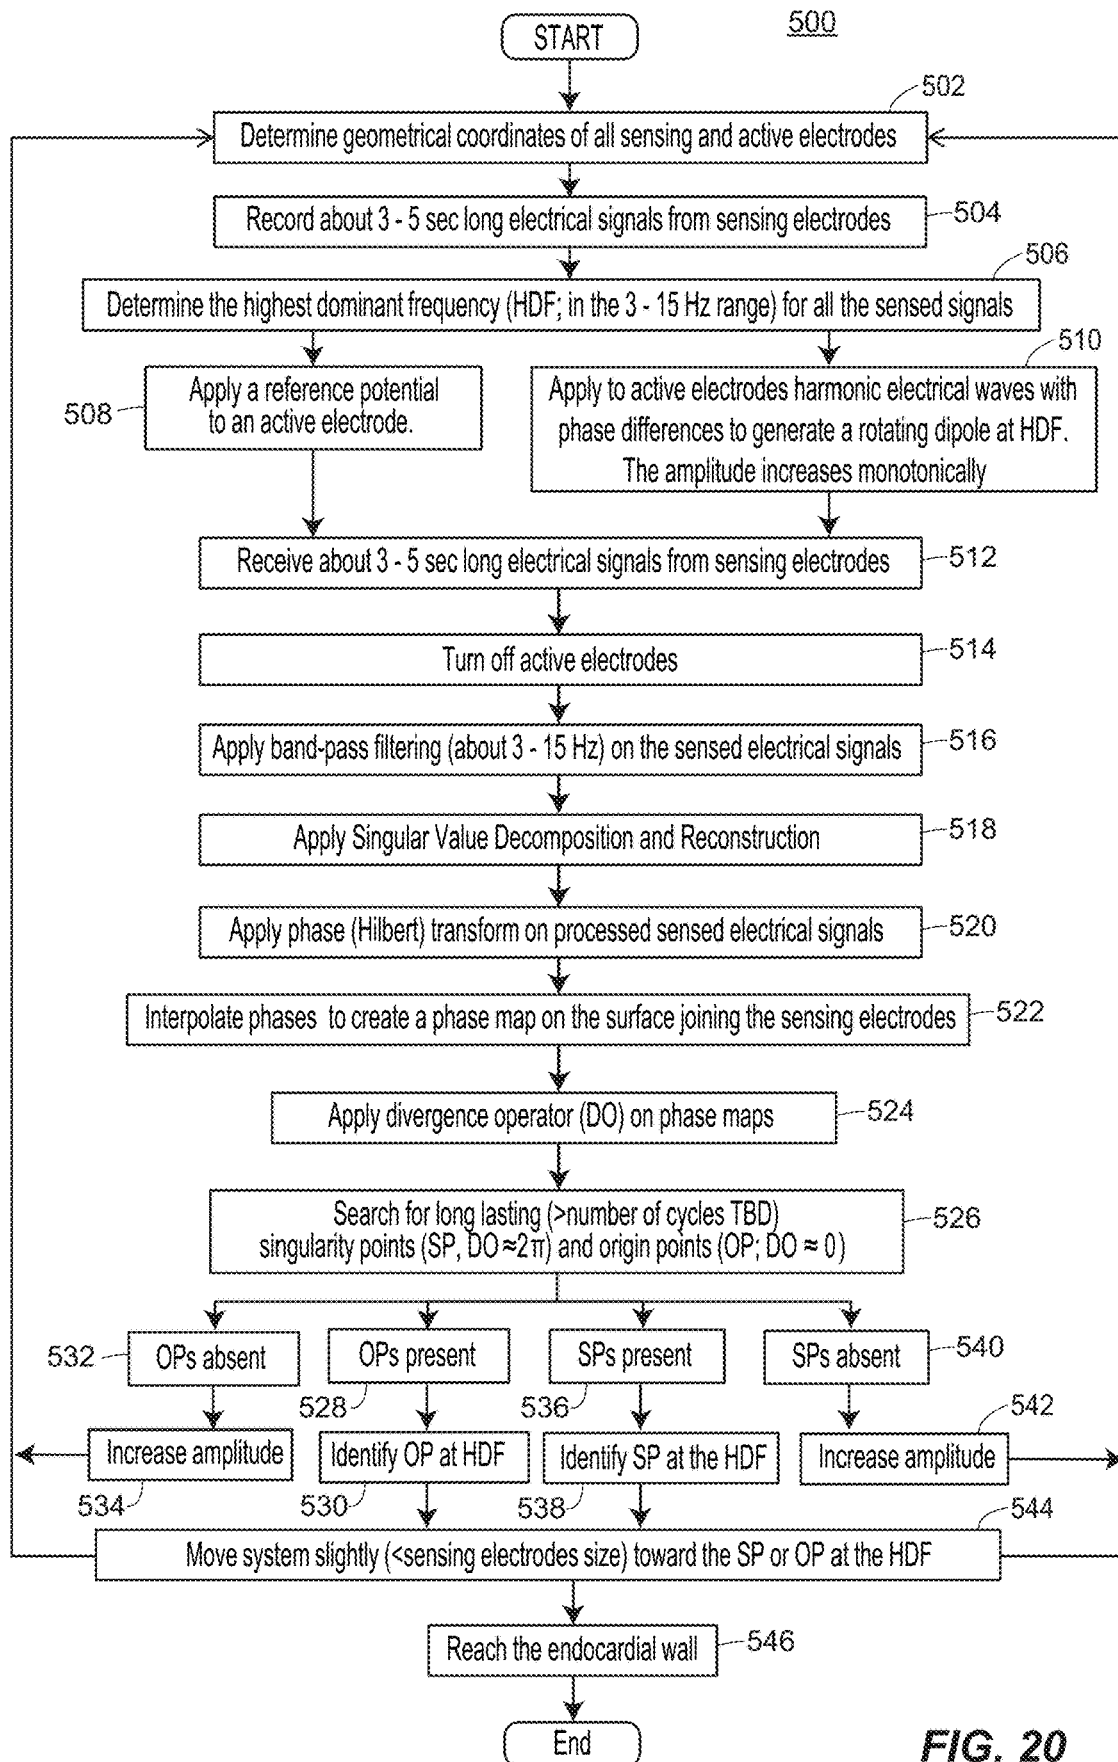 500
START
502
Determine geometrical coordinates of all sensing and active electrodes
Record about 3 - 5 sec long electrical signals from sensing electrodes
504
506
Determine the highest dominant frequency (HDF; in the 3 - 15 Hz range) for all the sensed signals
510
508
Apply a reference potential
to an active electrode.
Apply to active electrodes harmonic electrical waves with
phase differences to generate a rotating dipole at HDF.
The amplitude increases monotonically
Receive about 3 - 5 sec long electrical signals from sensing electrodes
512
Turn off active electrodes
514
Apply band-pass filtering (about 3 - 15 Hz) on the sensed electrical signals
516
Apply Singular Value Decomposition and Reconstruction
518
Apply phase (Hilbert) transform on processed sensed electrical signals
520
Interpolate phases to create a phase map on the surface joining the sensing electrodes
522
Apply divergence operator (DO) on phase maps
524
Search for long lasting (>number of cycles TBD)
singularity points (SP, DO ≈2π) and origin points (OP; DO ≈ 0)
526
532
OPs absent
OPs present
528
SPs present
536
SPs absent
540
Increase amplitude
534
Identify OP at HDF
530
Identify SP at the HDF
538
Increase amplitude
542
544
Move system slightly (<sensing electrodes size) toward the SP or OP at the HDF
Reach the endocardial wall
546
End
FIG. 20